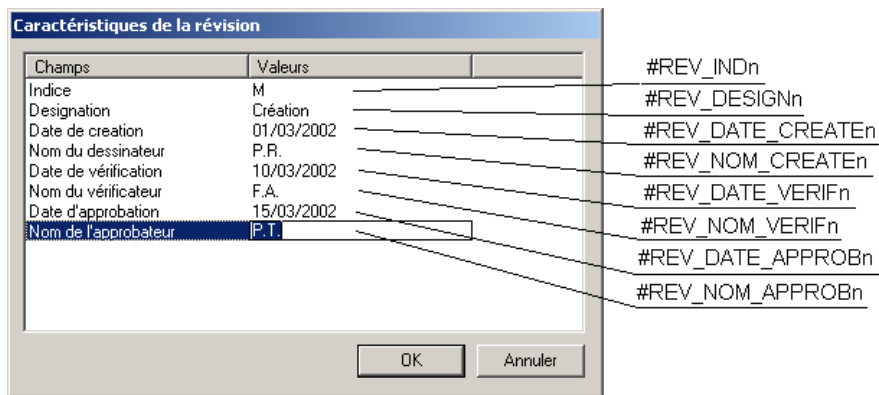 Caractéristiques de la révision
Champs Valeurs
Indice M #REV_INDn
Designation Création #REV_DESIGNn
Date de creation 01/03/2002 #REV_DATE_CREATEn
Nom du dessinateur P.R. #REV_NOM_CREATEn
Date de vérification 10/03/2002 #REV_DATE_VERIFn
Nom du vérificateur F.A. #REV_NOM_VERIFn
Date d'approbation 15/03/2002 #REV_DATE_APPROBn
Nom de l'approbateur P.T. #REV_NOM_APPROBn
OK Annuler